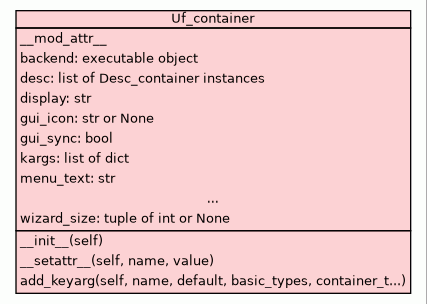 Uf_container
__mod_attr__
backend: executable object
desc: list of Desc_container instances
display: str
gui_icon: str or None
gui_sync: bool
kargs: list of dict
menu_text: str
...
wizard_size: tuple of int or None
__init__(self)
__setattr__(self, name, value)
add_keyarg(self, name, default, basic_types, container_t...)